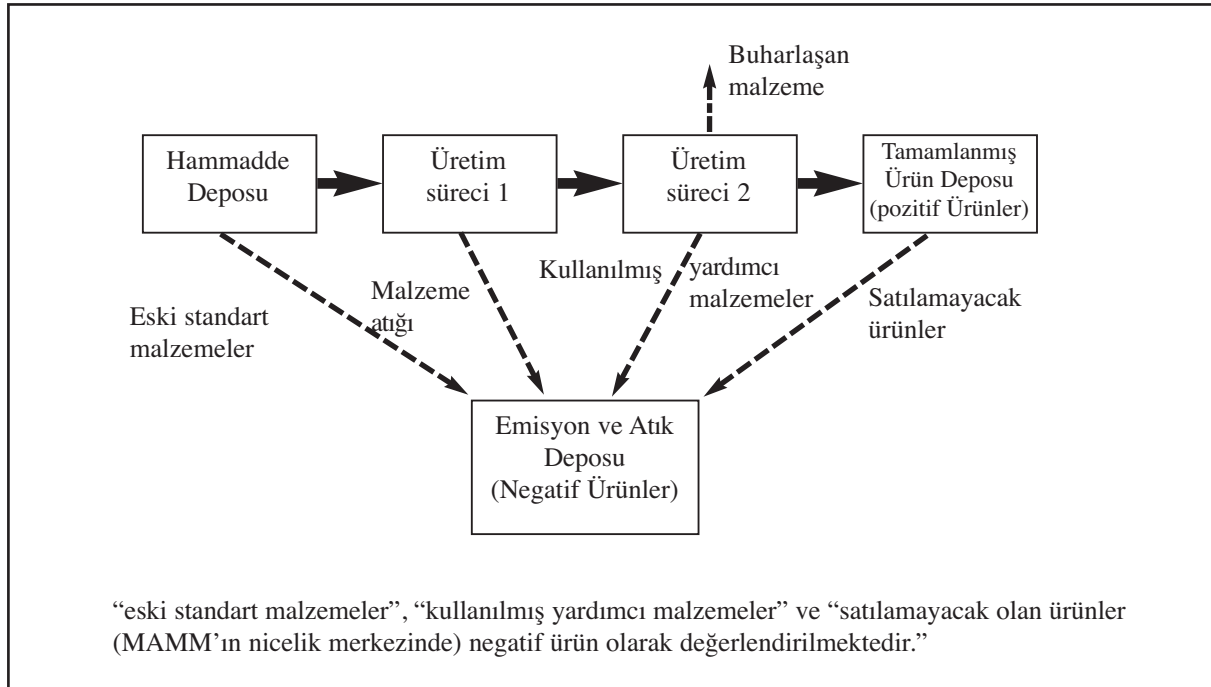 Buharlaşan
malzeme
Hammadde
Deposu
Üretim
süreci 1
Üretim
süreci 2
Tamamlanmış
Ürün Deposu
(pozitif Ürünler)
Eski standart
malzemeler
Malzeme
atığı
Kullanılmış
yardımcı
malzemeler
Satılamayacak
ürünler
Emisyon ve Atık
Deposu
(Negatif Ürünler)
“eski standart malzemeler”, “kullanılmış yardımcı malzemeler” ve “satılamayacak olan ürünler
(MAMM’ın nicelik merkezinde) negatif ürün olarak değerlendirilmektedir.”